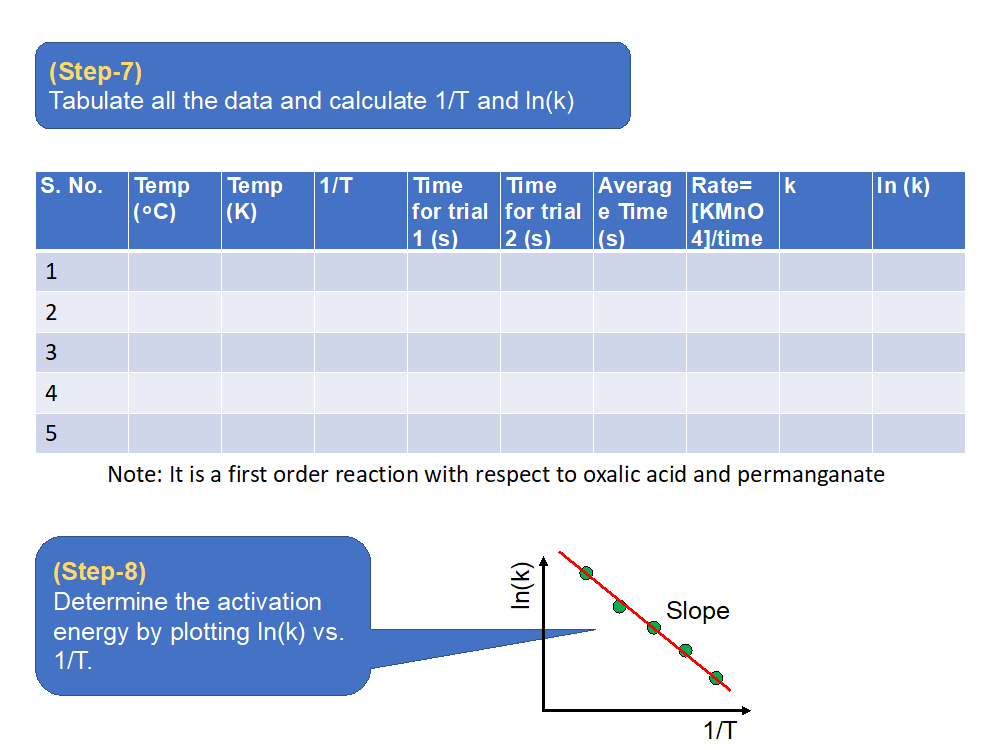 (Step-7)
Tabulate all the data and calculate 1/T and ln(k)
S. No. Temp (∘C) Temp (K) 1/T Time for trial 1 (s) Time for trial 2 (s) Averag e Time (s) Rate= [KMnO 4]/time k ln (k)
1
2
3
4
5
Note: It is a first order reaction with respect to oxalic acid and permanganate
(Step-8)
Determine the activation
energy by plotting ln(k) vs.
1/T.
ln(k)
Slope
1/T